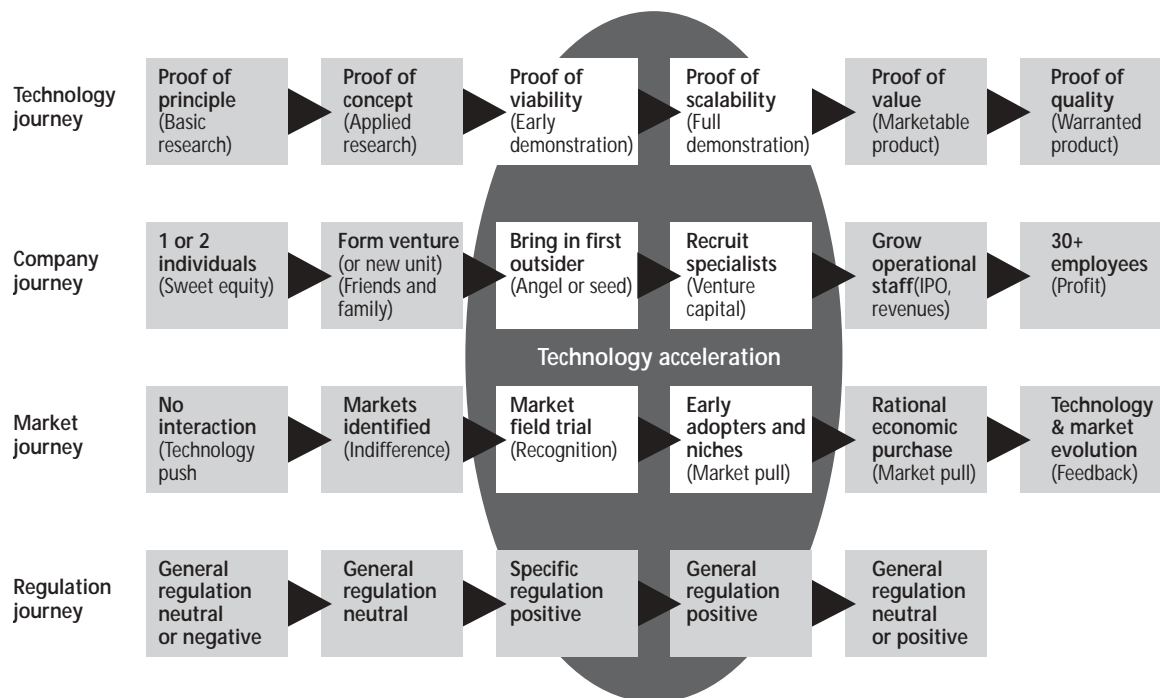 Technology
journey
Proof of
principle
(Basic
research)
Proof of
concept
(Applied
research)
Proof of
viability
(Early
demonstration)
Proof of
scalability
(Full
demonstration)
Proof of
value
(Marketable
product)
Proof of
quality
(Warranted
product)
Company
journey
1 or 2
individuals
(Sweet equity)
Form venture
(or new unit)
(Friends and
family)
Bring in first
outsider
(Angel or seed)
Recruit
specialists
(Venture
capital)
Grow
operational
staff(IPO,
revenues)
30+
employees
(Profit)
Technology acceleration
Market
journey
No
interaction
(Technology
push
Markets
identified
(Indifference)
Market
field trial
(Recognition)
Early
adopters and
niches
(Market pull)
Rational
economic
purchase
(Market pull)
Technology
& market
evolution
(Feedback)
Regulation
journey
General
regulation
neutral
or negative
General
regulation
neutral
Specific
regulation
positive
General
regulation
positive
General
regulation
neutral
or positive